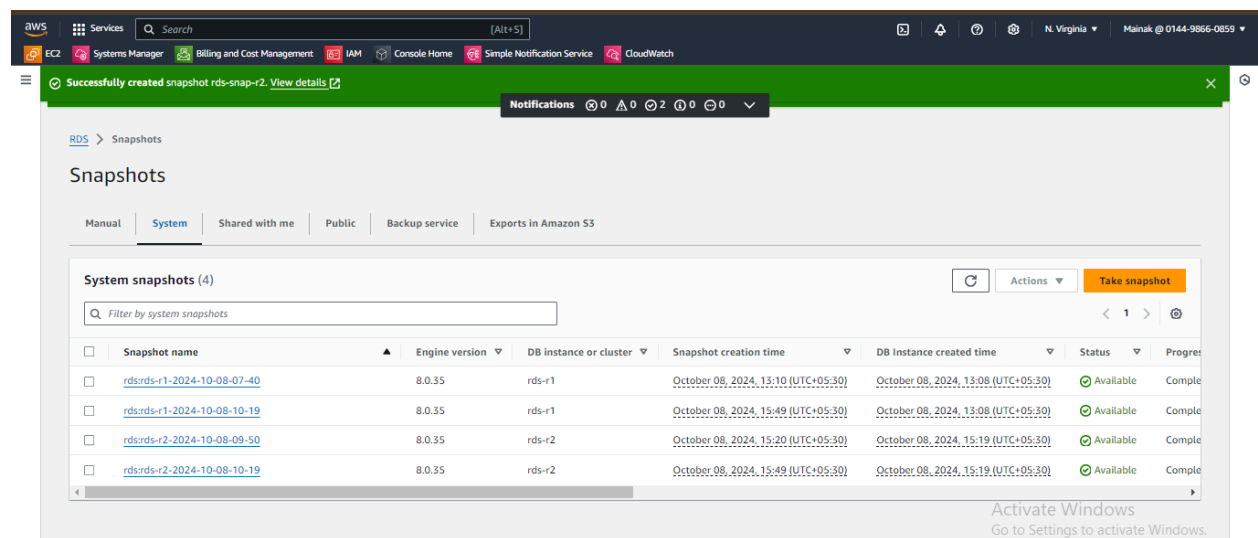 aws Services Search [Alt+S] N. Virginia ▼ Mainak @ 0144-9866-0859 ▼
EC2 Systems Manager Billing and Cost Management IAM Console Home Simple Notification Service CloudWatch
Successfully created snapshot rds-snap-r2. View details
Notifications 0 0 2 0 0
RDS > Snapshots
Snapshots
Manual System Shared with me Public Backup service Exports in Amazon S3
System snapshots (4) Actions ▼ Take snapshot
Filter by system snapshots < 1 >
Snapshot name ▲ Engine version ▽ DB instance or cluster ▽ Snapshot creation time ▽ DB Instance created time ▽ Status ▽ Progres
rds:rds-r1-2024-10-08-07-40 8.0.35 rds-r1 October 08, 2024, 13:10 (UTC+05:30) October 08, 2024, 13:08 (UTC+05:30) Available Comple
rds:rds-r1-2024-10-08-10-19 8.0.35 rds-r1 October 08, 2024, 15:49 (UTC+05:30) October 08, 2024, 13:08 (UTC+05:30) Available Comple
rds:rds-r2-2024-10-08-09-50 8.0.35 rds-r2 October 08, 2024, 15:20 (UTC+05:30) October 08, 2024, 15:19 (UTC+05:30) Available Comple
rds:rds-r2-2024-10-08-10-19 8.0.35 rds-r2 October 08, 2024, 15:49 (UTC+05:30) October 08, 2024, 15:19 (UTC+05:30) Available Comple
Activate Windows
Go to Settings to activate Windows.